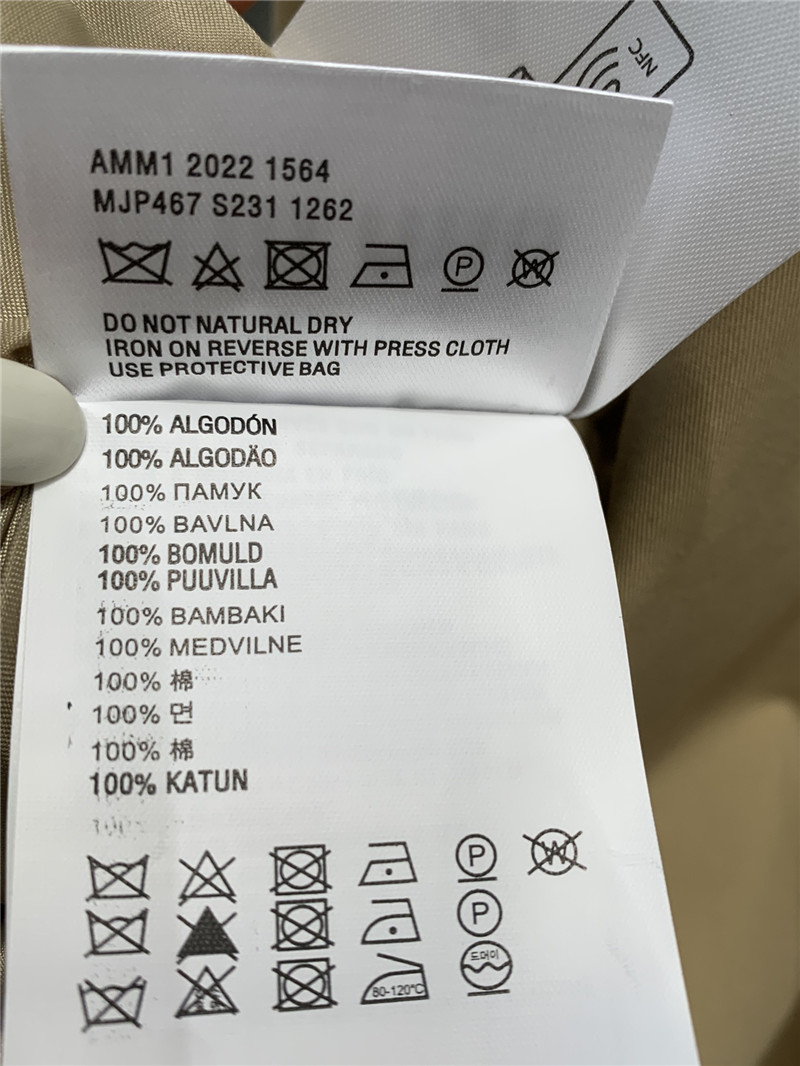 NFC
AMM1 2022 1564
MJP467 S231 1262
P W
DO NOT NATURAL DRY
IRON ON REVERSE WITH PRESS CLOTH
USE PROTECTIVE BAG
100% ALGODÓN
100% ALGODÃO
100% ПАМУК
100% BAVLNA
100% BOMULD
100% PUUVILLA
100% BAMBAKI
100% MEDVILNE
100% 棉
100% 면
100% 棉
100% KATUN
P W
P
드라이
80-120°C